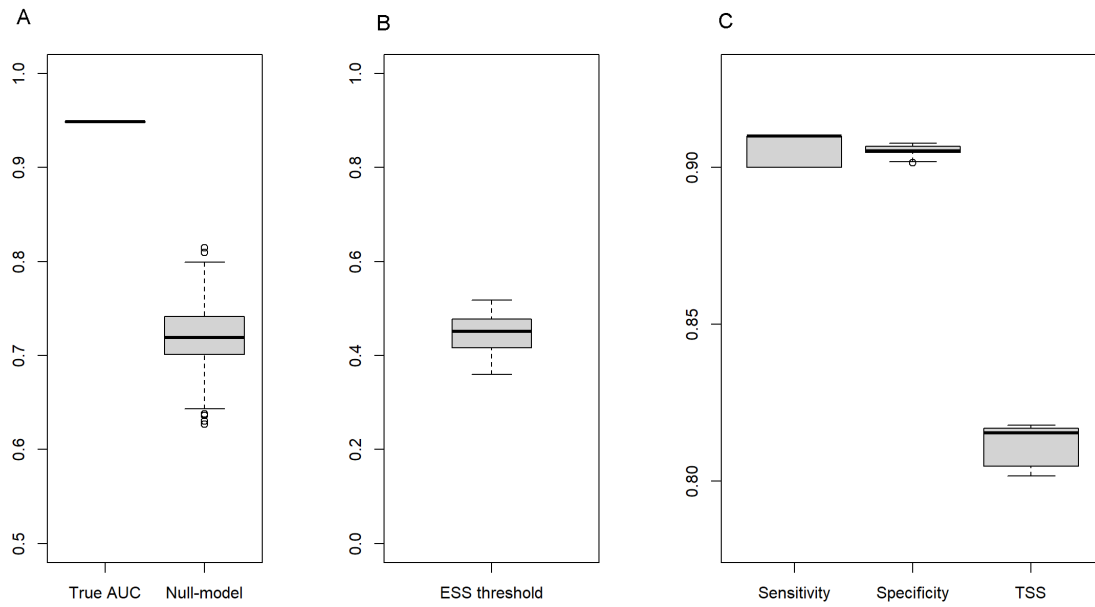 A
1.0
0.9
0.8
0.7
0.6
0.5
True AUC Null-model
B
1.0
0.8
0.6
0.4
0.2
0.0
ESS threshold
C
0.90
0.85
0.80
Sensitivity Specificity TSS